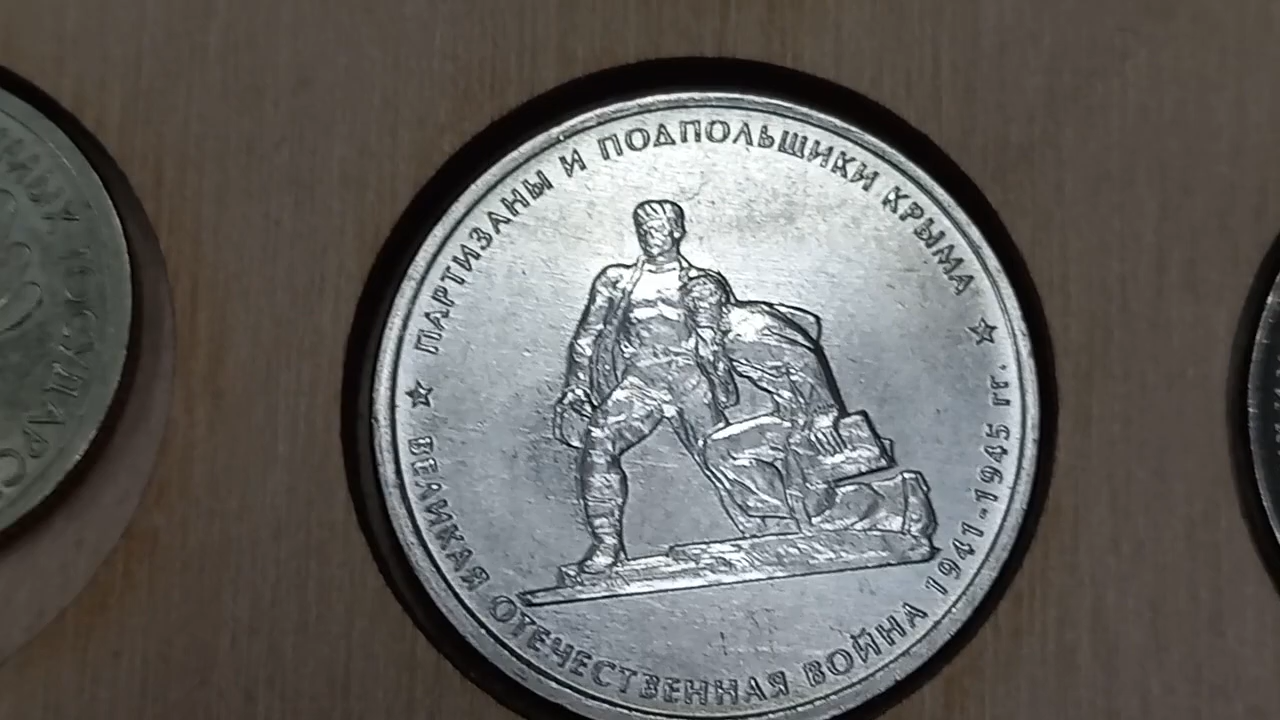 ПАРТИЗАНЫ И ПОДПОЛЬЩИКИ КРЫМА
ВЕЛИКАЯ ОТЕЧЕСТВЕННАЯ ВОЙНА 1941-1945 гг.